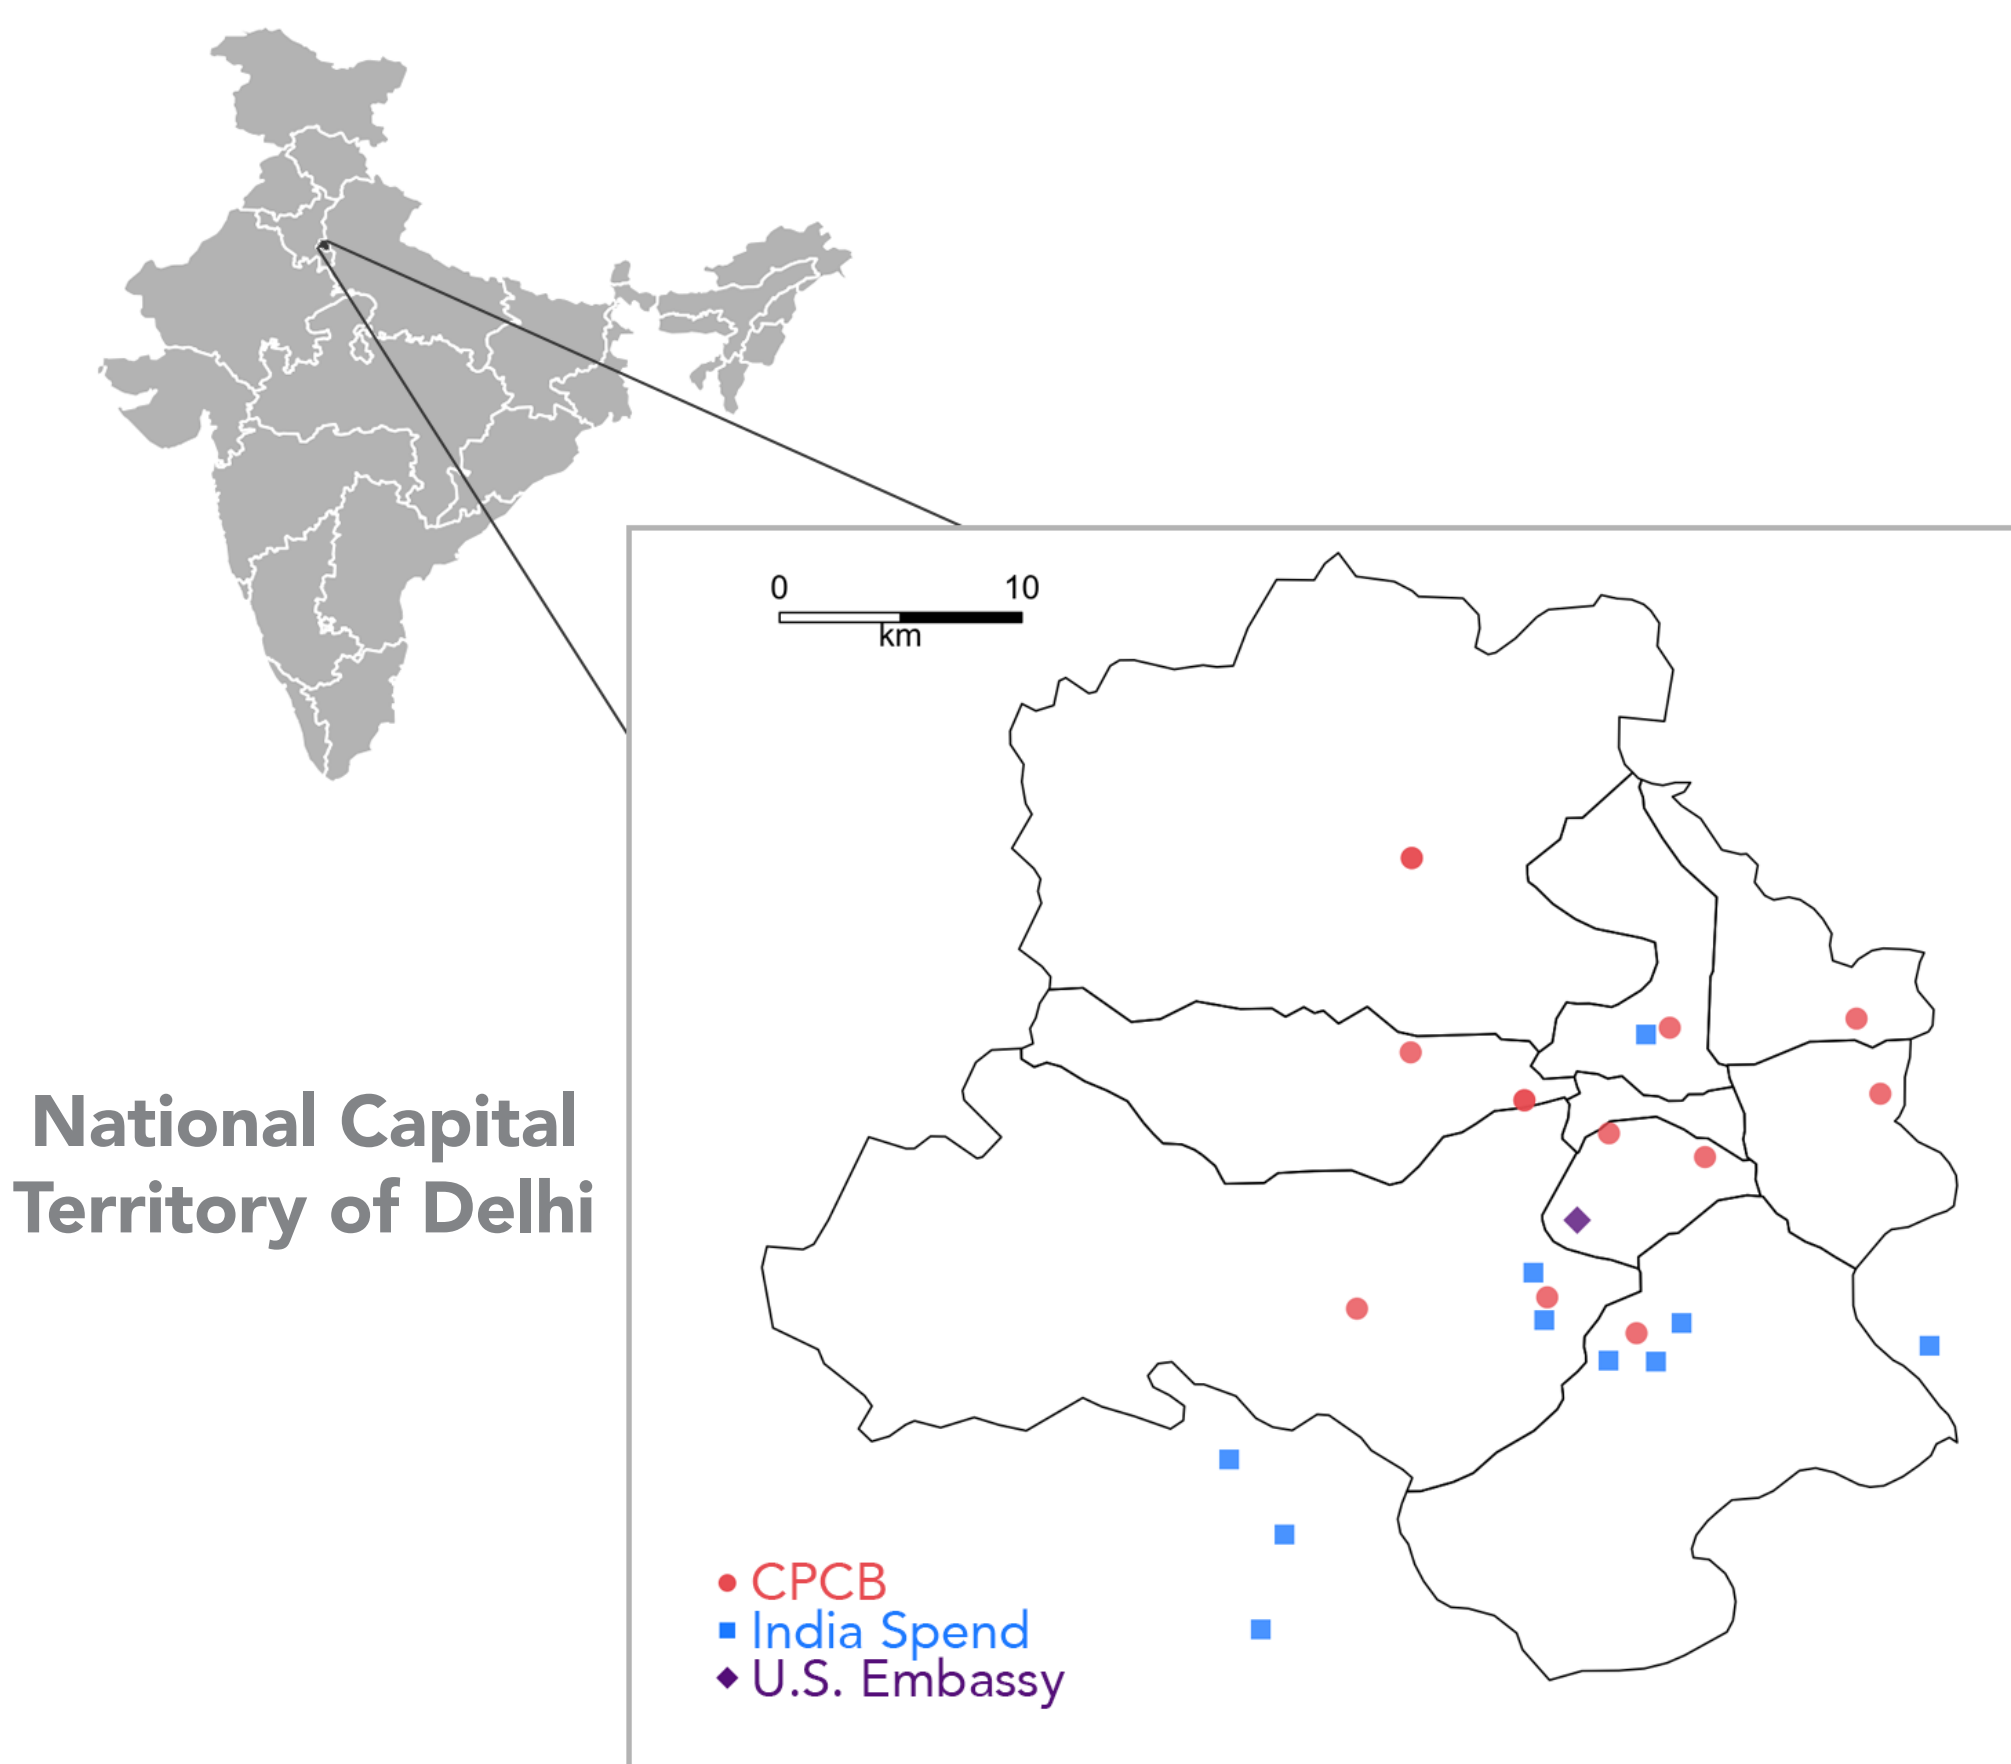 0 10
km
National Capital
Territory of Delhi
CPCB
India Spend
U.S. Embassy